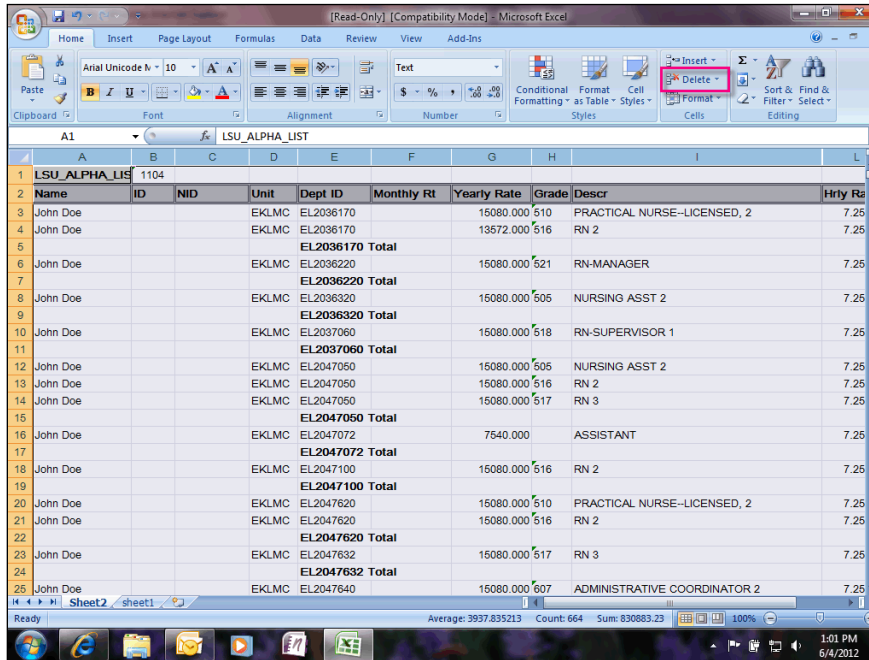 [Read-Only] [Compatibility Mode] - Microsoft Excel
Home Insert Page Layout Formulas Data Review View Add-Ins
Paste
Arial Unicode 10 A A Text Conditional Formatting Format as Table Cell Styles Insert Delete Format Σ Sort & Filter Find & Select
B I U A $ % , .0 .00 .00 .0
Clipboard Font Alignment Number Styles Cells Editing
A1 fx LSU_ALPHA_LIST
A B C D E F G H I L
1 LSU_ALPHA_LIS 1104
2 Name ID NID Unit Dept ID Monthly Rt Yearly Rate Grade Descr Hrly Ra
3 John Doe EKLMC EL2036170 15080.000 510 PRACTICAL NURSE--LICENSED, 2 7.25
4 John Doe EKLMC EL2036170 13572.000 516 RN 2 7.25
5 EL2036170 Total
6 John Doe EKLMC EL2036220 15080.000 521 RN-MANAGER 7.25
7 EL2036220 Total
8 John Doe EKLMC EL2036320 15080.000 505 NURSING ASST 2 7.25
9 EL2036320 Total
10 John Doe EKLMC EL2037060 15080.000 518 RN-SUPERVISOR 1 7.25
11 EL2037060 Total
12 John Doe EKLMC EL2047050 15080.000 505 NURSING ASST 2 7.25
13 John Doe EKLMC EL2047050 15080.000 516 RN 2 7.25
14 John Doe EKLMC EL2047050 15080.000 517 RN 3 7.25
15 EL2047050 Total
16 John Doe EKLMC EL2047072 7540.000 ASSISTANT 7.25
17 EL2047072 Total
18 John Doe EKLMC EL2047100 15080.000 516 RN 2 7.25
19 EL2047100 Total
20 John Doe EKLMC EL2047620 15080.000 510 PRACTICAL NURSE--LICENSED, 2 7.25
21 John Doe EKLMC EL2047620 15080.000 516 RN 2 7.25
22 EL2047620 Total
23 John Doe EKLMC EL2047632 15080.000 517 RN 3 7.25
24 EL2047632 Total
25 John Doe EKLMC EL2047640 15080.000 607 ADMINISTRATIVE COORDINATOR 2 7.25
Sheet2 sheet1
Ready Average: 3937.835213 Count: 664 Sum: 830883.23 100%
1:01 PM
6/4/2012